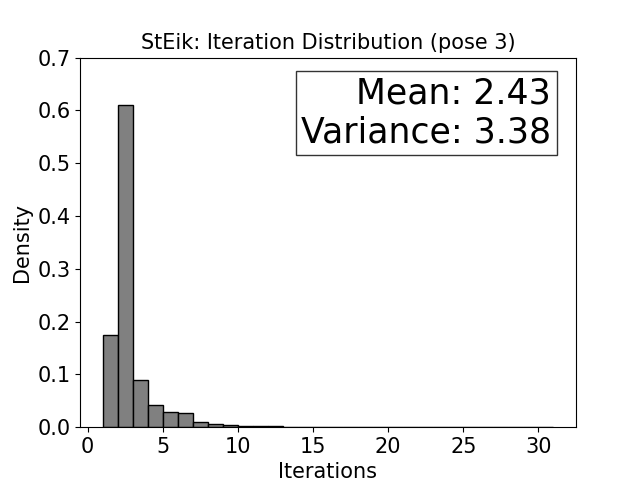 StEik: Iteration Distribution (pose 3)
Mean: 2.43
Variance: 3.38
Density
0.7
0.6
0.5
0.4
0.3
0.2
0.1
0.0
0 5 10 15 20 25 30
Iterations